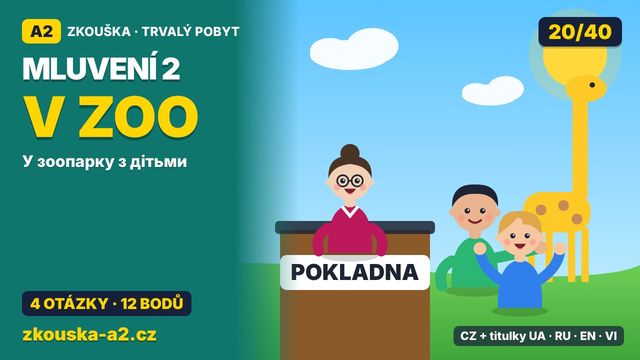 A2 ZKOUŠKA · TRVALÝ POBYT
MLUVENÍ 2
V ZOO
У зоопарку з дітьми
20/40
POKLADNA
4 OTÁZKY · 12 BODŮ
zkouska-a2.cz
CZ + titulky UA · RU · EN · VI